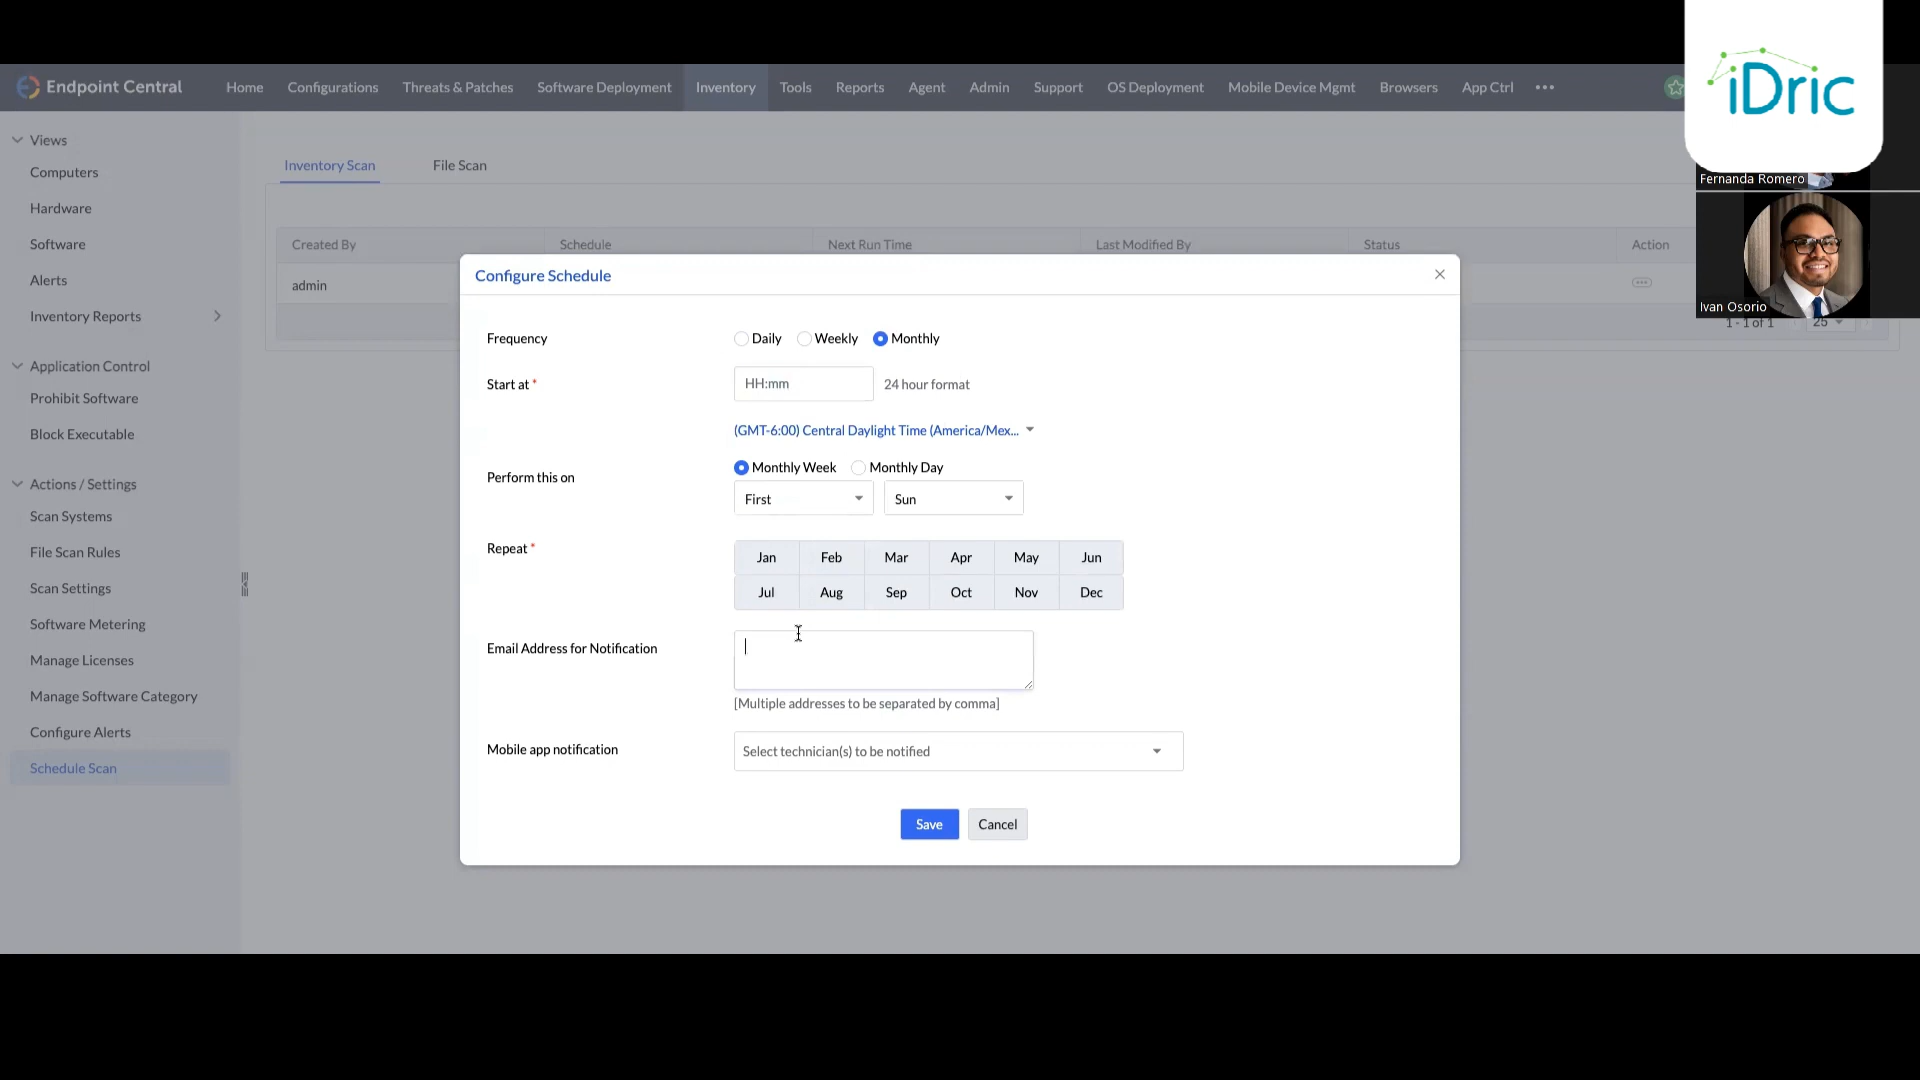 iDric
Endpoint Central
Home Configurations Threats & Patches Software Deployment Inventory Tools Reports Agent Admin Support OS Deployment Mobile Device Mgmt Browsers App Ctrl •••
Views
Computers
Hardware
Software
Alerts
Inventory Reports
Application Control
Prohibit Software
Block Executable
Actions / Settings
Scan Systems
File Scan Rules
Scan Settings
Software Metering
Manage Licenses
Manage Software Category
Configure Alerts
Schedule Scan
Inventory Scan File Scan
Created By Schedule Next Run Time Last Modified By Status Action
admin
1 - 1 of 1 25
Fernanda Romero
Ivan Osorio
Configure Schedule
Frequency Daily Weekly Monthly
Start at * HH:mm 24 hour format
(GMT-6:00) Central Daylight Time (America/Mex...
Perform this on Monthly Week Monthly Day
First Sun
Repeat *
Jan Feb Mar Apr May Jun
Jul Aug Sep Oct Nov Dec
Email Address for Notification
[Multiple addresses to be separated by comma]
Mobile app notification Select technician(s) to be notified
Save Cancel